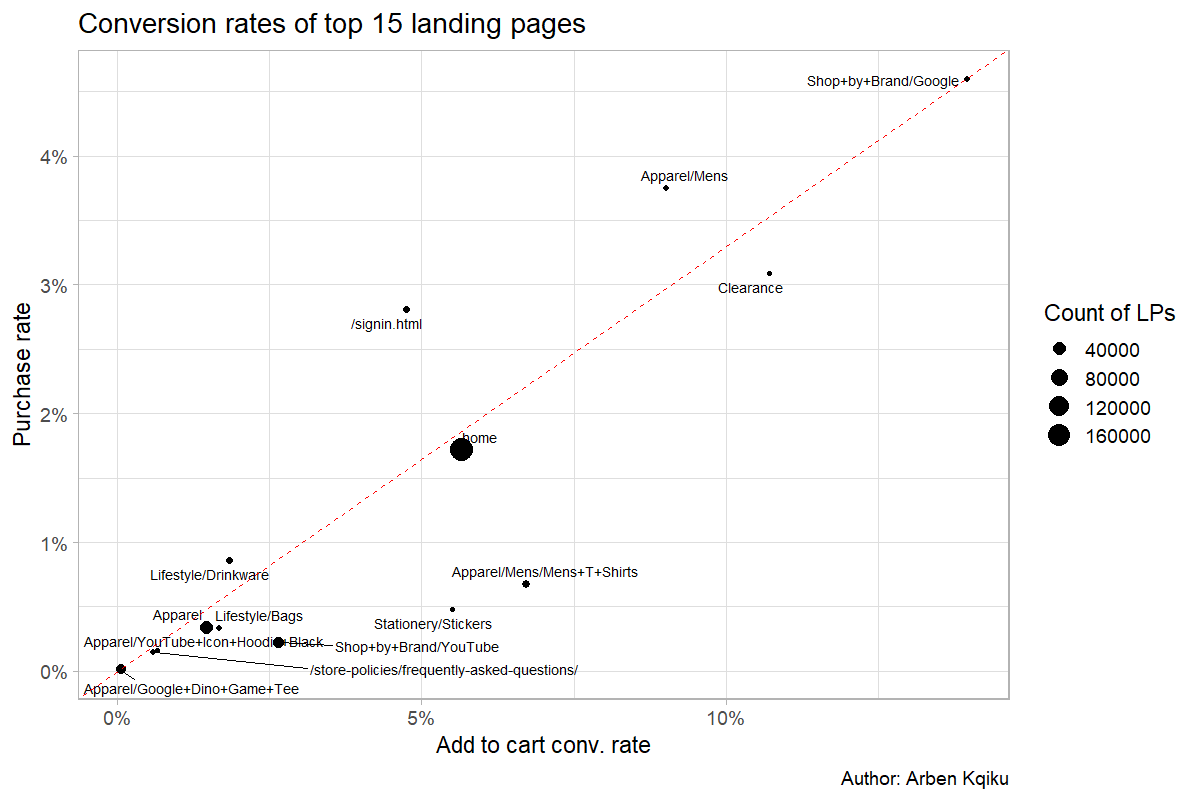 Conversion rates of top 15 landing pages
Shop+by+Brand/Google
4%
Apparel/Mens
3%
Clearance
/signin.html
Purchase rate
2%
home
1%
Lifestyle/Drinkware
Apparel/Mens/Mens+T+Shirts
Apparel
Lifestyle/Bags
Stationery/Stickers
Apparel/YouTube+Icon+Hoodie+Black
Shop+by+Brand/YouTube
0%
/store-policies/frequently-asked-questions/
Apparel/Google+Dino+Game+Tee
0%
5%
10%
Add to cart conv. rate
Count of LPs
40000
80000
120000
160000
Author: Arben Kqiku